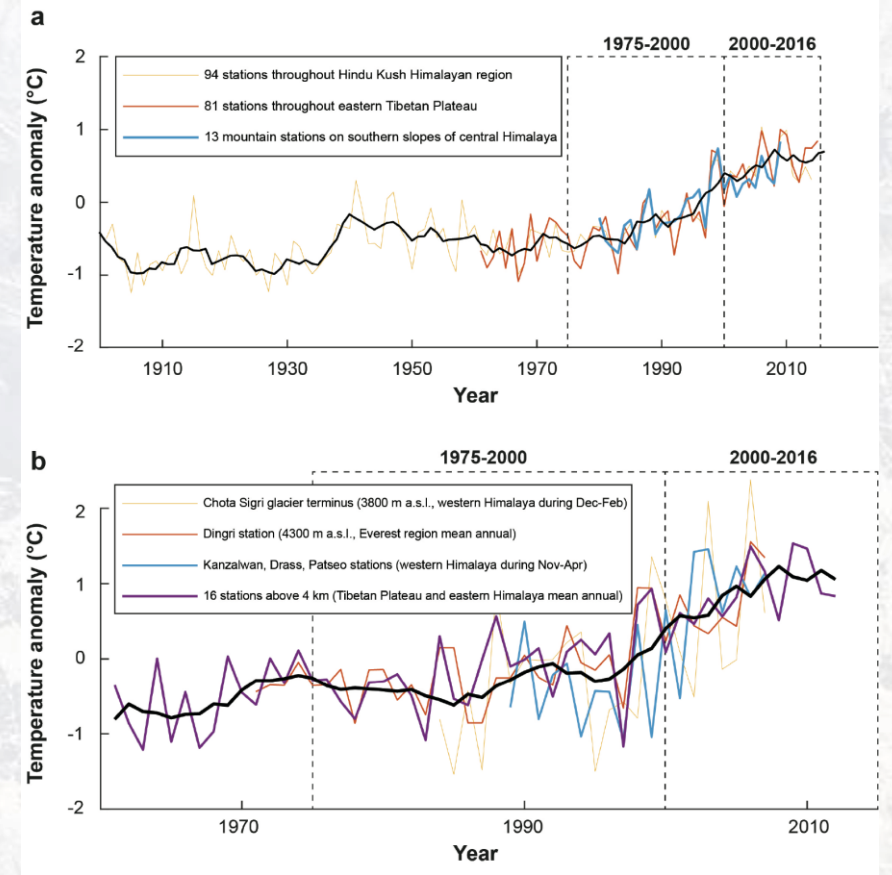 a
1975-2000 2000-2016
94 stations throughout Hindu Kush Himalayan region
81 stations throughout eastern Tibetan Plateau
13 mountain stations on southern slopes of central Himalaya
Temperature anomaly (°C)
2
1
0
-1
-2
1910 1930 1950 1970 1990 2010
Year
b
1975-2000 2000-2016
Chota Sigri glacier terminus (3800 m a.s.l., western Himalaya during Dec-Feb)
Dingri station (4300 m a.s.l., Everest region mean annual)
Kanzalwan, Drass, Patseo stations (western Himalaya during Nov-Apr)
16 stations above 4 km (Tibetan Plateau and eastern Himalaya mean annual)
Temperature anomaly (°C)
2
1
0
-1
-2
1970 1990 2010
Year